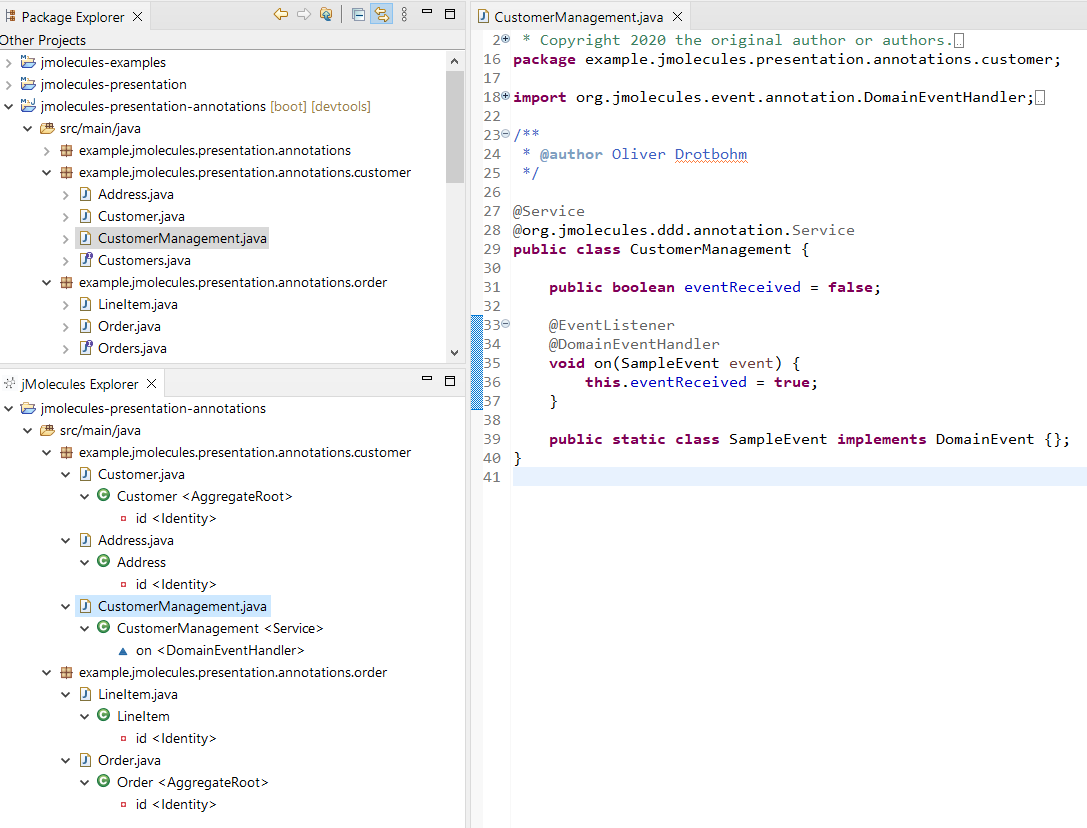 Package Explorer
Other Projects
jmolecules-examples
jmolecules-presentation
jmolecules-presentation-annotations [boot] [devtools]
src/main/java
example.jmolecules.presentation.annotations
example.jmolecules.presentation.annotations.customer
Address.java
Customer.java
CustomerManagement.java
Customers.java
example.jmolecules.presentation.annotations.order
LineItem.java
Order.java
Orders.java
jMolecules Explorer
jmolecules-presentation-annotations
src/main/java
example.jmolecules.presentation.annotations.customer
Customer.java
Customer <AggregateRoot>
id <Identity>
Address.java
Address
id <Identity>
CustomerManagement.java
CustomerManagement <Service>
on <DomainEventHandler>
example.jmolecules.presentation.annotations.order
LineItem.java
LineItem
id <Identity>
Order.java
Order <AggregateRoot>
id <Identity>
CustomerManagement.java
2 * Copyright 2020 the original author or authors.
16 package example.jmolecules.presentation.annotations.customer;
17
18 import org.jmolecules.event.annotation.DomainEventHandler;
22
23 /**
24 * @author Oliver Drotbohm
25 */
26
27 @Service
28 @org.jmolecules.ddd.annotation.Service
29 public class CustomerManagement {
30
31 public boolean eventReceived = false;
32
33 @EventListener
34 @DomainEventHandler
35 void on(SampleEvent event) {
36 this.eventReceived = true;
37 }
38
39 public static class SampleEvent implements DomainEvent {};
40 }
41